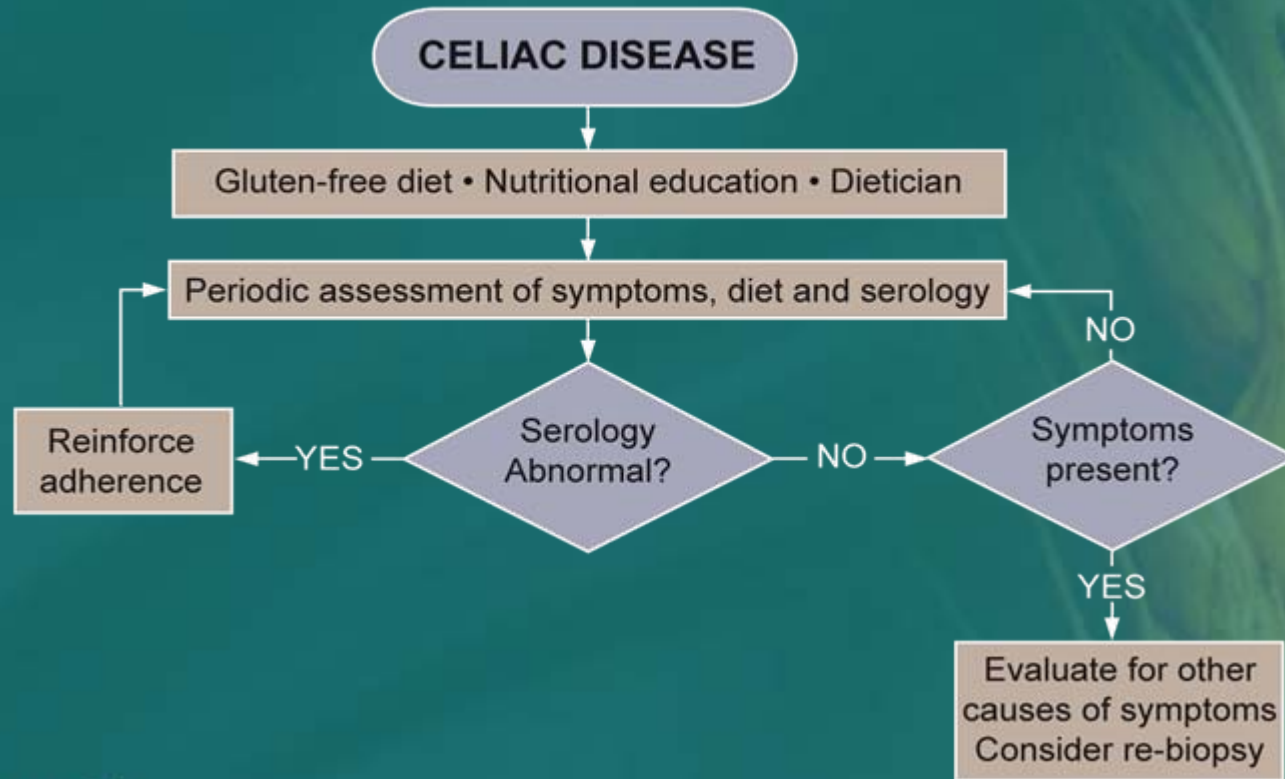 CELIAC DISEASE
Gluten-free diet • Nutritional education • Dietician
Periodic assessment of symptoms, diet and serology
NO
Reinforce
adherence
YES
Serology
Abnormal?
NO
Symptoms
present?
YES
Evaluate for other
causes of symptoms
Consider re-biopsy